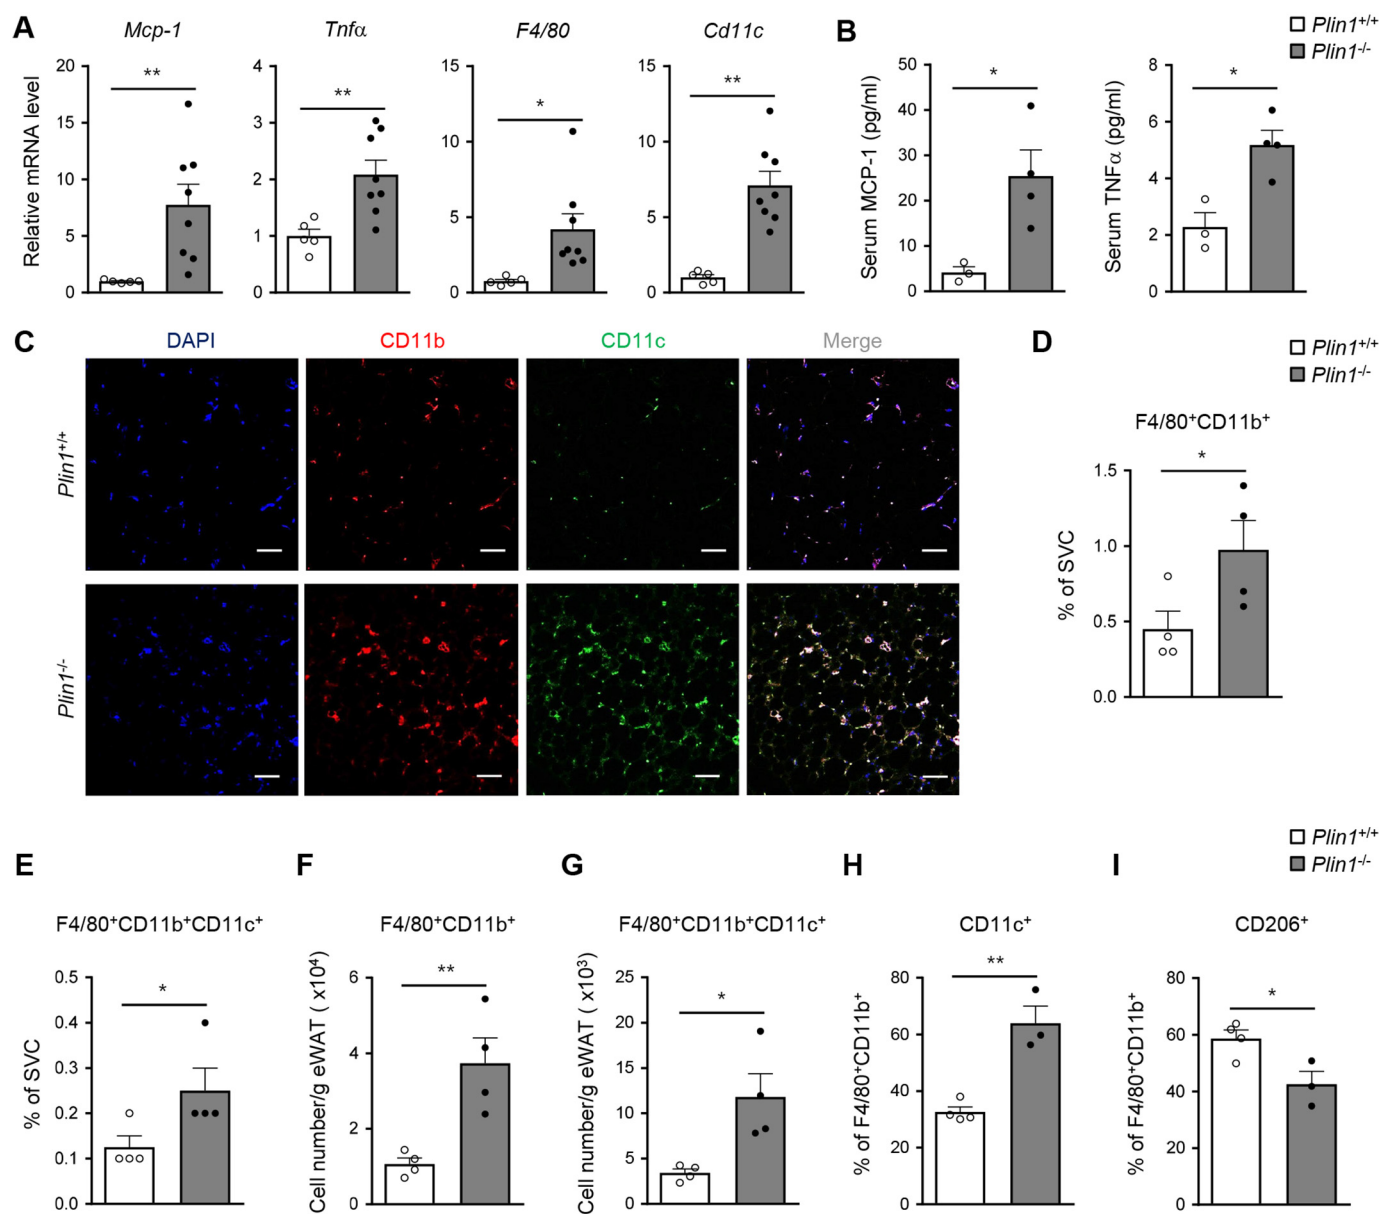 A
Mcp-1
Tnfα
F4/80
Cd11c
B
Plin1+/+
Plin1-/-
Relative mRNA level
20
15
10
5
0
**
4
3
2
1
0
**
15
10
5
0
*
15
10
5
0
**
Serum MCP-1 (pg/ml)
50
40
30
20
10
0
*
Serum TNFα (pg/ml)
8
6
4
2
0
*
C
DAPI
CD11b
CD11c
Merge
Plin1+/+
Plin1-/-
D
Plin1+/+
Plin1-/-
F4/80+CD11b+
% of SVC
1.5
1.0
0.5
0.0
*
Plin1+/+
Plin1-/-
E
F4/80+CD11b+CD11c+
% of SVC
0.5
0.4
0.3
0.2
0.1
0.0
*
F
F4/80+CD11b+
Cell number/g eWAT ( x10⁴)
6
4
2
0
**
G
F4/80+CD11b+CD11c+
Cell number/g eWAT ( x10³)
25
20
15
10
5
0
*
H
CD11c+
% of F4/80+CD11b+
80
60
40
20
0
**
I
CD206+
% of F4/80+CD11b+
80
60
40
20
0
*